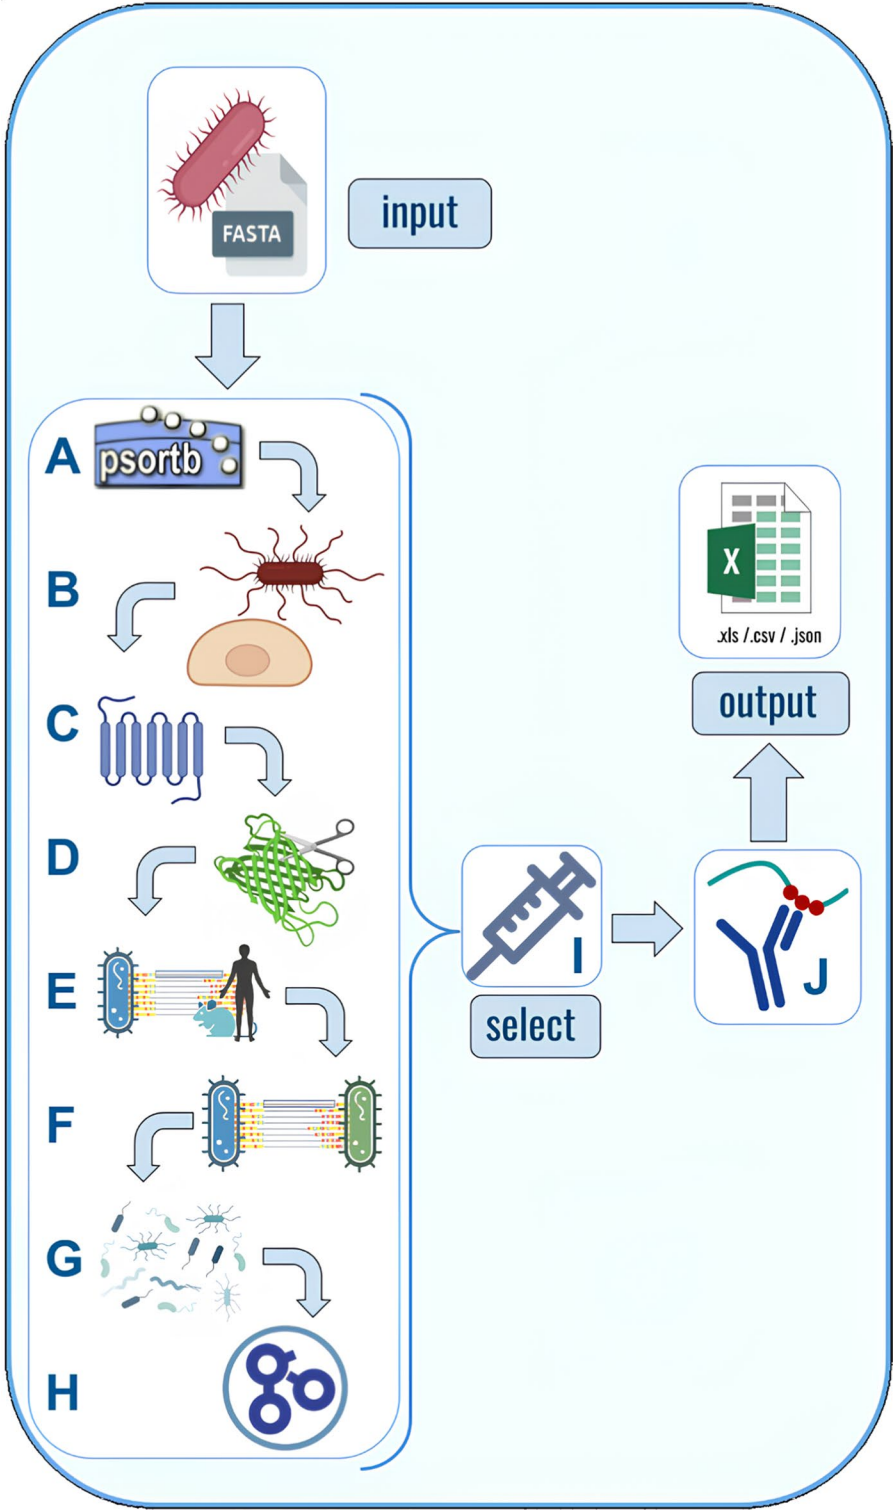 FASTA
input
A
psortb
B
C
D
E
F
G
H
I
select
J
X
.xls /.csv / .json
output